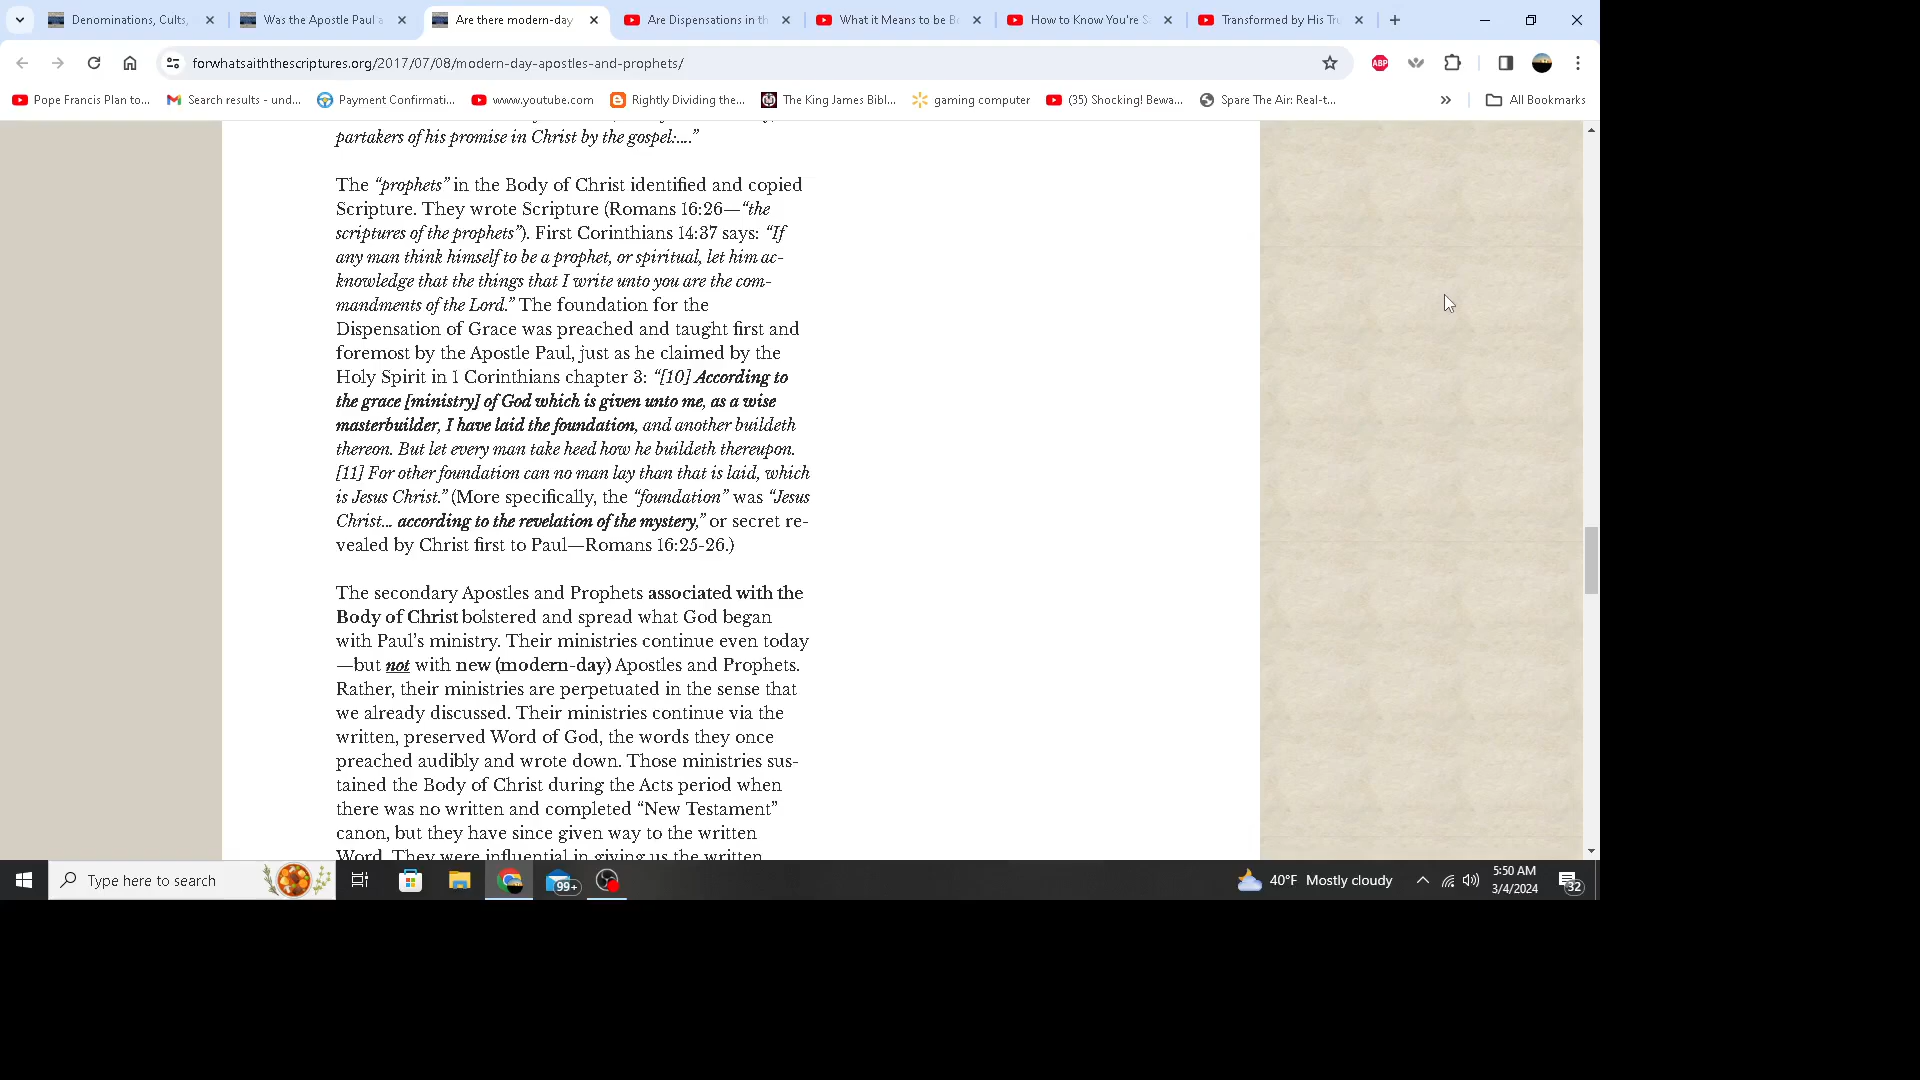 Denominations, Cults,
Was the Apostle Paul a
Are there modern-day
Are Dispensations in th
What it Means to be Be
How to Know You're S
Transformed by His Tru
forwhatsaiththescriptures.org/2017/07/08/modern-day-apostles-and-prophets/
ABP
Pope Francis Plan to...
Search results - und...
Payment Confirmati...
www.youtube.com
Rightly Dividing the...
The King James Bibl...
gaming computer
(35) Shocking! Bewa...
Spare The Air: Real-t...
»
All Bookmarks
partakers of his promise in Christ by the gospel:….”
The “prophets” in the Body of Christ identified and copied
Scripture. They wrote Scripture (Romans 16:26—“the
scriptures of the prophets”). First Corinthians 14:37 says: “If
any man think himself to be a prophet, or spiritual, let him ac-
knowledge that the things that I write unto you are the com-
mandments of the Lord.” The foundation for the
Dispensation of Grace was preached and taught first and
foremost by the Apostle Paul, just as he claimed by the
Holy Spirit in 1 Corinthians chapter 3: “[10] According to
the grace [ministry] of God which is given unto me, as a wise
masterbuilder, I have laid the foundation, and another buildeth
thereon. But let every man take heed how he buildeth thereupon.
[11] For other foundation can no man lay than that is laid, which
is Jesus Christ.” (More specifically, the “foundation” was “Jesus
Christ… according to the revelation of the mystery,” or secret re-
vealed by Christ first to Paul—Romans 16:25-26.)
The secondary Apostles and Prophets associated with the
Body of Christ bolstered and spread what God began
with Paul’s ministry. Their ministries continue even today
—but not with new (modern-day) Apostles and Prophets.
Rather, their ministries are perpetuated in the sense that
we already discussed. Their ministries continue via the
written, preserved Word of God, the words they once
preached audibly and wrote down. Those ministries sus-
tained the Body of Christ during the Acts period when
there was no written and completed “New Testament”
canon, but they have since given way to the written
Word. They were influential in giving us the written
Type here to search
99+
40°F Mostly cloudy
5:50 AM
3/4/2024
32